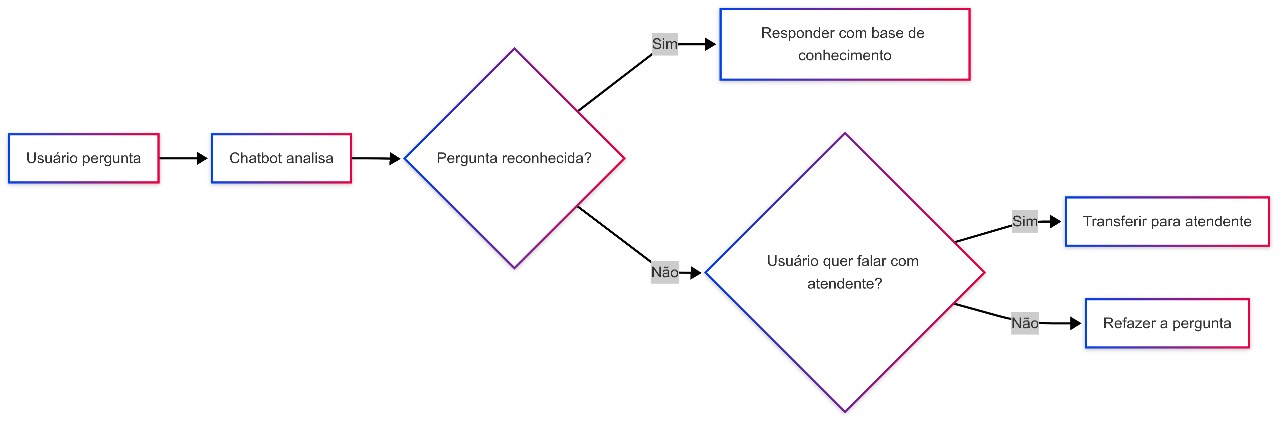 Usuário pergunta
Chatbot analisa
Pergunta reconhecida?
Sim
Responder com base de
conhecimento
Não
Usuário quer falar com
atendente?
Sim
Transferir para atendente
Não
Refazer a pergunta